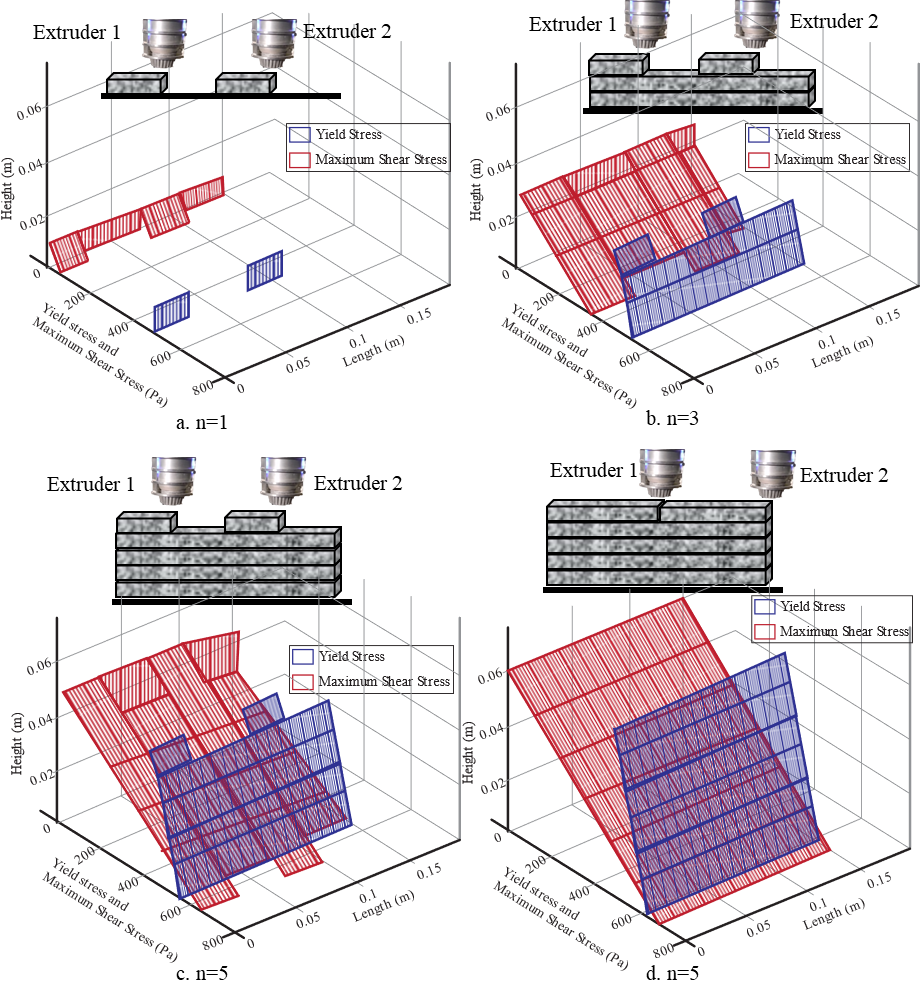 Extruder 1
Extruder 2
Yield Stress
Maximum Shear Stress
Height (m)
0.06
0.04
0.02
0
200
400
600
800
Yield stress and
Maximum Shear Stress (Pa)
0
0.05
0.1
0.15
Length (m)
a. n=1
Extruder 1
Extruder 2
Yield Stress
Maximum Shear Stress
Height (m)
0.06
0.04
0.02
0
200
400
600
800
Yield stress and
Maximum Shear Stress (Pa)
0
0.05
0.1
0.15
Length (m)
b. n=3
Extruder 1
Extruder 2
Yield Stress
Maximum Shear Stress
Height (m)
0.06
0.04
0.02
0
200
400
600
800
Yield stress and
Maximum Shear Stress (Pa)
0
0.05
0.1
0.15
Length (m)
c. n=5
Extruder 1
Extruder 2
Yield Stress
Maximum Shear Stress
Height (m)
0.06
0.04
0.02
0
200
400
600
800
Yield stress and
Maximum Shear Stress (Pa)
0
0.05
0.1
0.15
Length (m)
d. n=5